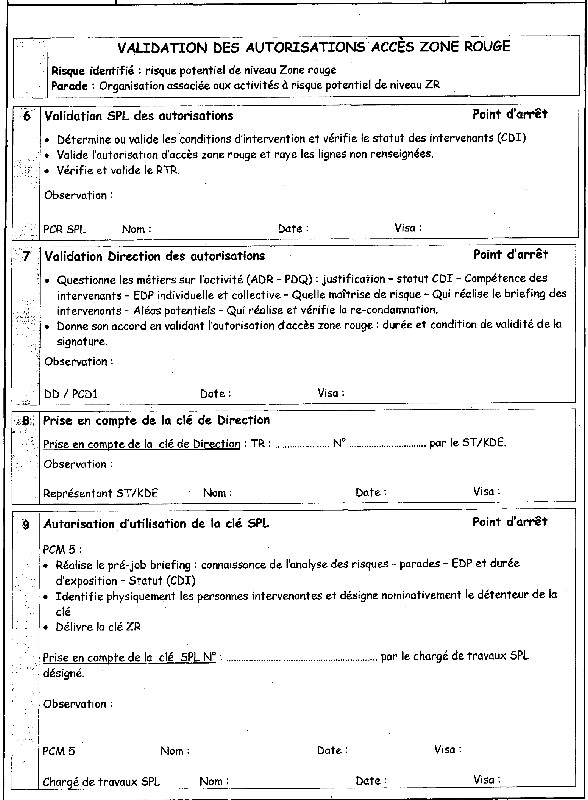 VALIDATION DES AUTORISATIONS ACCÈS ZONE ROUGE
Risque identifié : risque potentiel de niveau Zone rouge
Parade : Organisation associée aux activités à risque potentiel de niveau ZR
6 Validation SPL des autorisations Point d'arrêt
• Détermine ou valide les conditions d'intervention et vérifie le statut des intervenants (CDI)
• Valide l'autorisation d'accès zone rouge et raye les lignes non renseignées.
• Vérifie et valide le RTR.
Observation :
PCR SPL Nom : Date : Visa :
7 Validation Direction des autorisations Point d'arrêt
• Questionne les métiers sur l'activité (ADR - PDQ) : justification - statut CDI - Compétence des
intervenants - EDP individuelle et collective - Quelle maîtrise de risque - Qui réalise le briefing des
intervenants - Aléas potentiels - Qui réalise et vérifie la re-condamnation.
• Donne son accord en validant l'autorisation d'accès zone rouge : durée et condition de validité de la
signature.
Observation :
DD / PCD1 Date : Visa :
8 Prise en compte de la clé de Direction
Prise en compte de la clé de Direction : TR : .................. N° ......................... par le ST/KDE.
Observation :
Représentant ST/KDE Nom : Date : Visa :
9 Autorisation d'utilisation de la clé SPL Point d'arrêt
PCM 5 :
• Réalise le pré-job briefing : connaissance de l'analyse des risques - parades - EDP et durée
d'exposition - Statut (CDI)
• Identifie physiquement les personnes intervenantes et désigne nominativement le détenteur de la
clé
• Délivre la clé ZR
Prise en compte de la clé SPL N° : .................................................. par le chargé de travaux SPL
désigné.
Observation :
PCM 5 Nom : Date : Visa :
Chargé de travaux SPL Nom : Date : Visa :